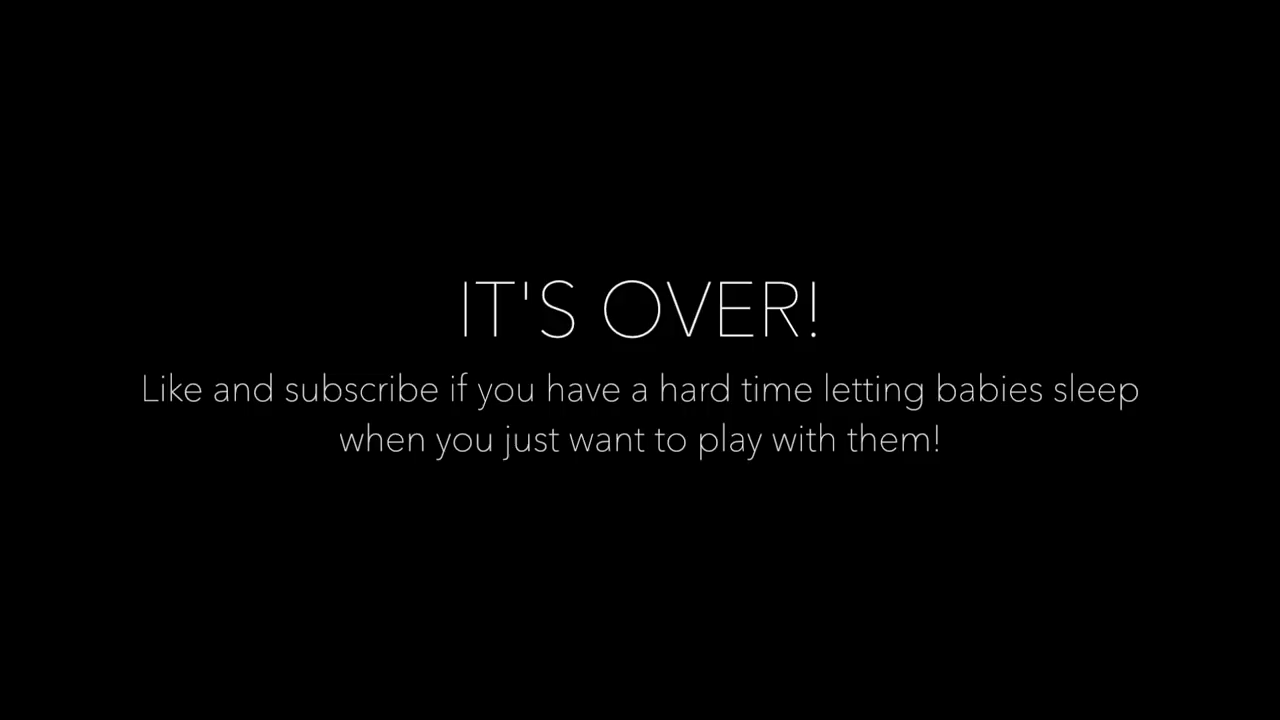 IT'S OVER!
Like and subscribe if you have a hard time letting babies sleep
when you just want to play with them!